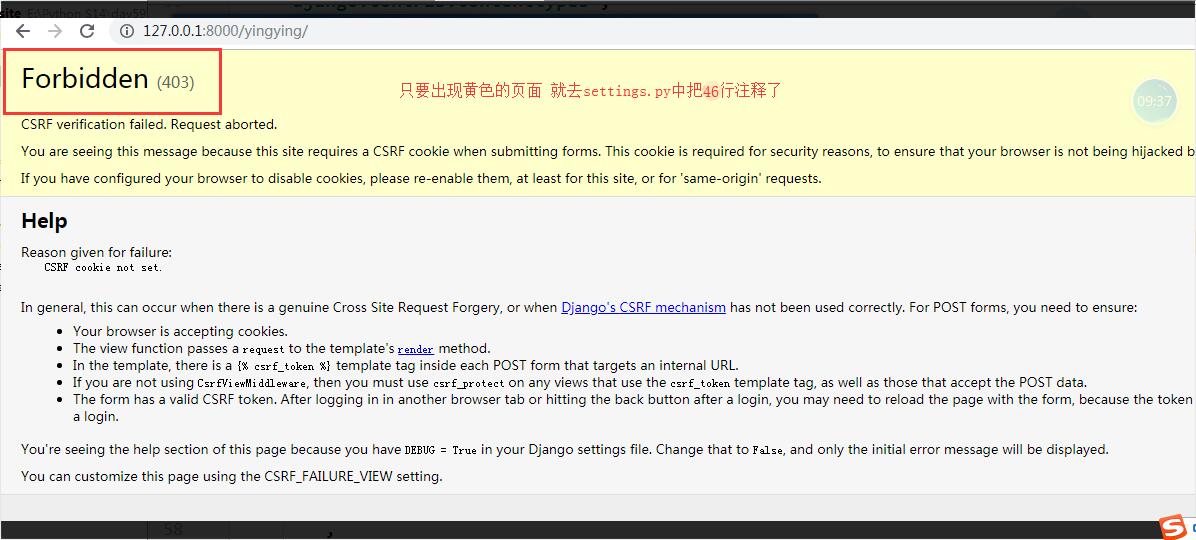 site E:\Python S14\day59
127.0.0.1:8000/yingying/
Forbidden (403)
只要出现黄色的页面 就去settings.py中把46行注释了
09:37
CSRF verification failed. Request aborted.
You are seeing this message because this site requires a CSRF cookie when submitting forms. This cookie is required for security reasons, to ensure that your browser is not being hijacked b
If you have configured your browser to disable cookies, please re-enable them, at least for this site, or for 'same-origin' requests.
Help
Reason given for failure:
CSRF cookie not set.
In general, this can occur when there is a genuine Cross Site Request Forgery, or when Django's CSRF mechanism has not been used correctly. For POST forms, you need to ensure:
• Your browser is accepting cookies.
• The view function passes a request to the template's render method.
• In the template, there is a {% csrf_token %} template tag inside each POST form that targets an internal URL.
• If you are not using CsrfViewMiddleware, then you must use csrf_protect on any views that use the csrf_token template tag, as well as those that accept the POST data.
• The form has a valid CSRF token. After logging in in another browser tab or hitting the back button after a login, you may need to reload the page with the form, because the token
a login.
You're seeing the help section of this page because you have DEBUG = True in your Django settings file. Change that to False, and only the initial error message will be displayed.
You can customize this page using the CSRF_FAILURE_VIEW setting.
58
S